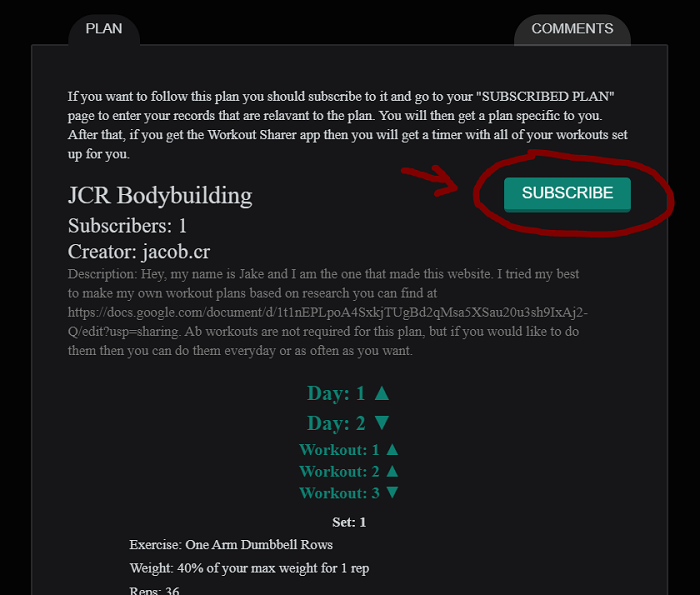 PLAN
COMMENTS
If you want to follow this plan you should subscribe to it and go to your "SUBSCRIBED PLAN"
page to enter your records that are relavant to the plan. You will then get a plan specific to you.
After that, if you get the Workout Sharer app then you will get a timer with all of your workouts set
up for you.
JCR Bodybuilding
SUBSCRIBE
Subscribers: 1
Creator: jacob.cr
Description: Hey, my name is Jake and I am the one that made this website. I tried my best
to make my own workout plans based on research you can find at
https://docs.google.com/document/d/1t1nEPLpoA4SxkjTUgBd2qMsa5XSau20u3sh9IxAj2-
Q/edit?usp=sharing. Ab workouts are not required for this plan, but if you would like to do
them then you can do them everyday or as often as you want.
Day: 1 ▲
Day: 2 ▼
Workout: 1 ▲
Workout: 2 ▲
Workout: 3 ▼
Set: 1
Exercise: One Arm Dumbbell Rows
Weight: 40% of your max weight for 1 rep
Reps: 36